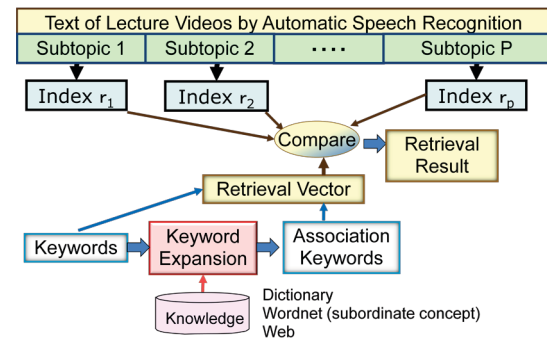 Text of Lecture Videos by Automatic Speech Recognition
Subtopic 1
Subtopic 2
····
Subtopic P
Index r1
Index r2
Index rp
Compare
Retrieval
Result
Retrieval Vector
Keywords
Keyword
Expansion
Association
Keywords
Knowledge
Dictionary
Wordnet (subordinate concept)
Web